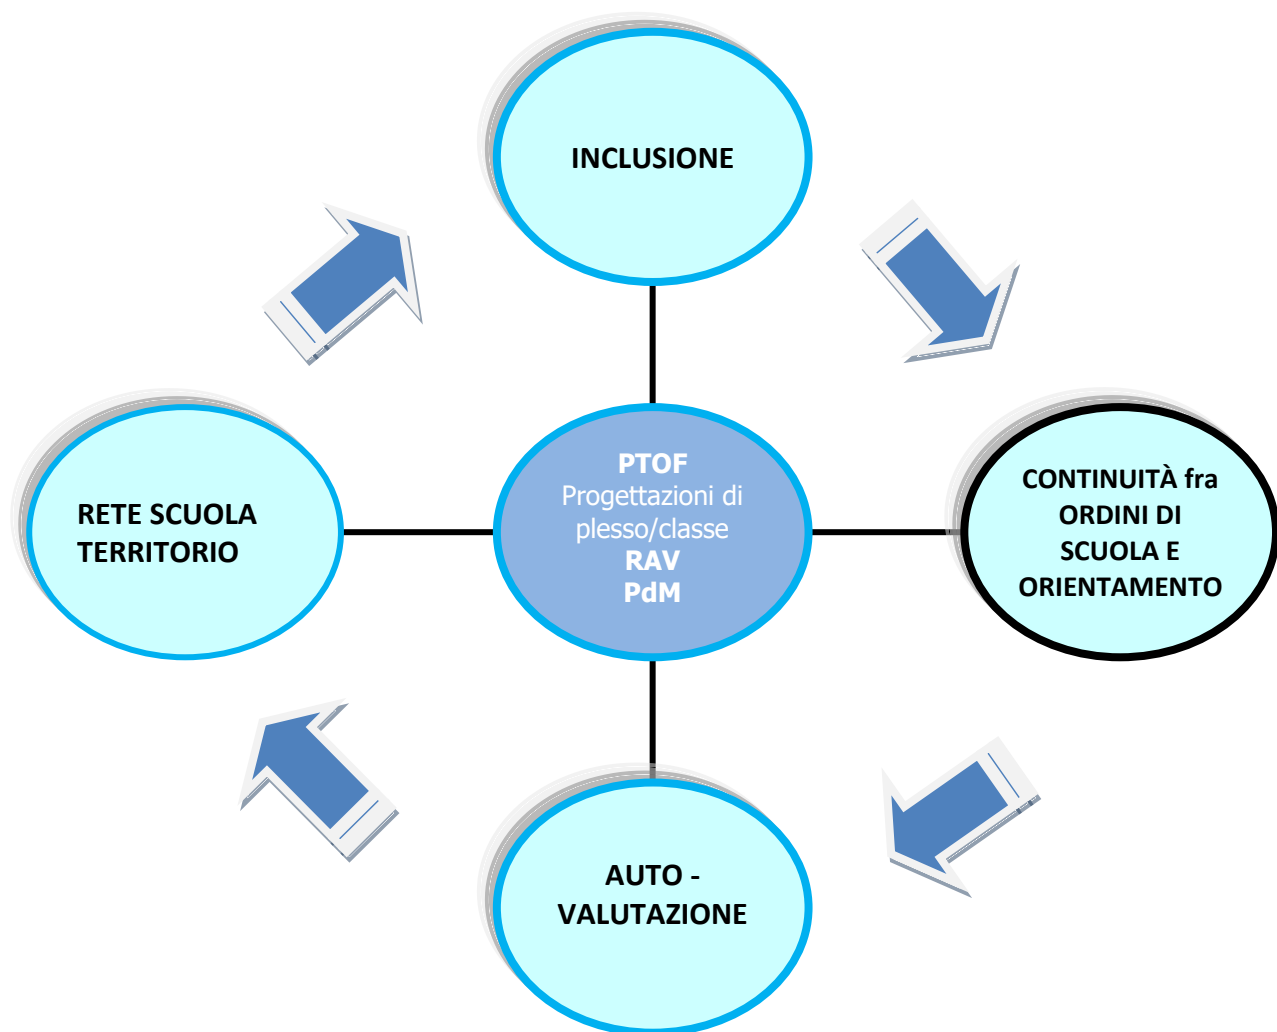 INCLUSIONE
RETE SCUOLA
TERRITORIO
PTOF
Progettazioni di
plesso/classe
RAV
PdM
CONTINUITÀ fra
ORDINI DI
SCUOLA E
ORIENTAMENTO
AUTO -
VALUTAZIONE